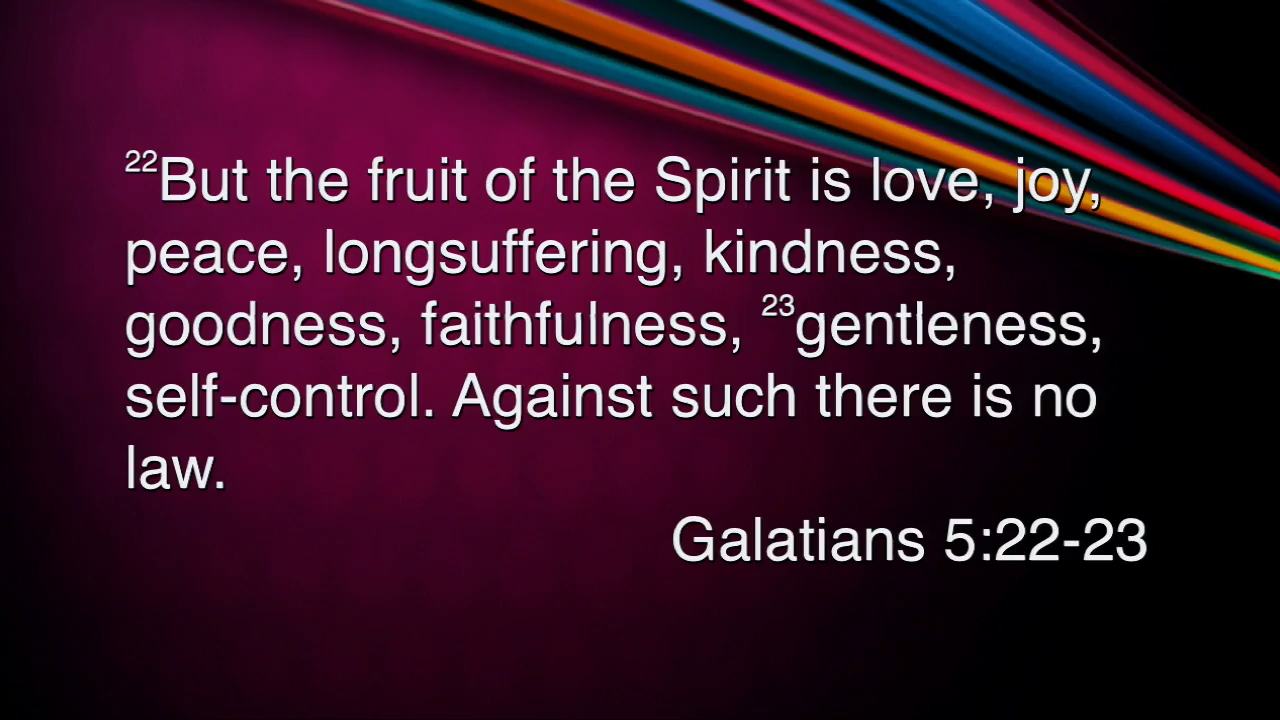 22But the fruit of the Spirit is love, joy,
peace, longsuffering, kindness,
goodness, faithfulness, 23gentleness,
self-control. Against such there is no
law.
Galatians 5:22-23